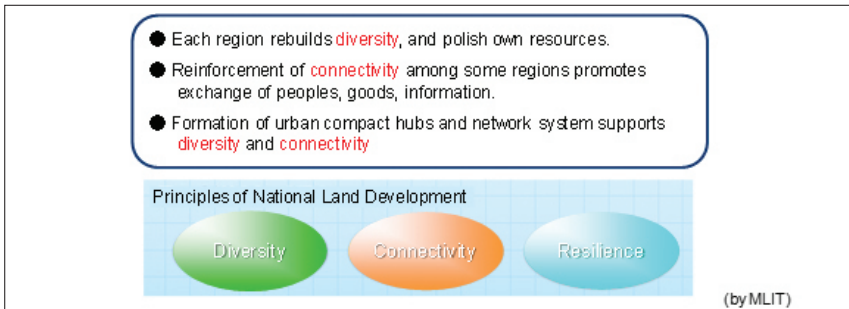 ● Each region rebuilds diversity, and polish own resources.
● Reinforcement of connectivity among some regions promotes
exchange of peoples, goods, information.
● Formation of urban compact hubs and network system supports
diversity and connectivity
Principles of National Land Development
Diversity Connectivity Resilience
(by MLIT)